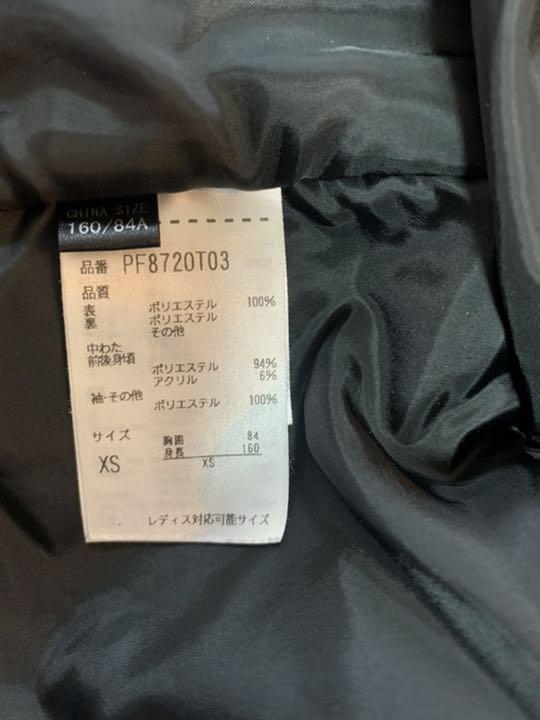 CHINA SIZE
160/84A
品番 PF8720T03
品質
表 ポリエステル 100%
裏 ポリエステル
その他
中わた
前後身頃 ポリエステル 94%
アクリル 6%
袖・その他 ポリエステル 100%
サイズ 胸囲 84
身長 160
XS XS
レディス対応可能サイズ